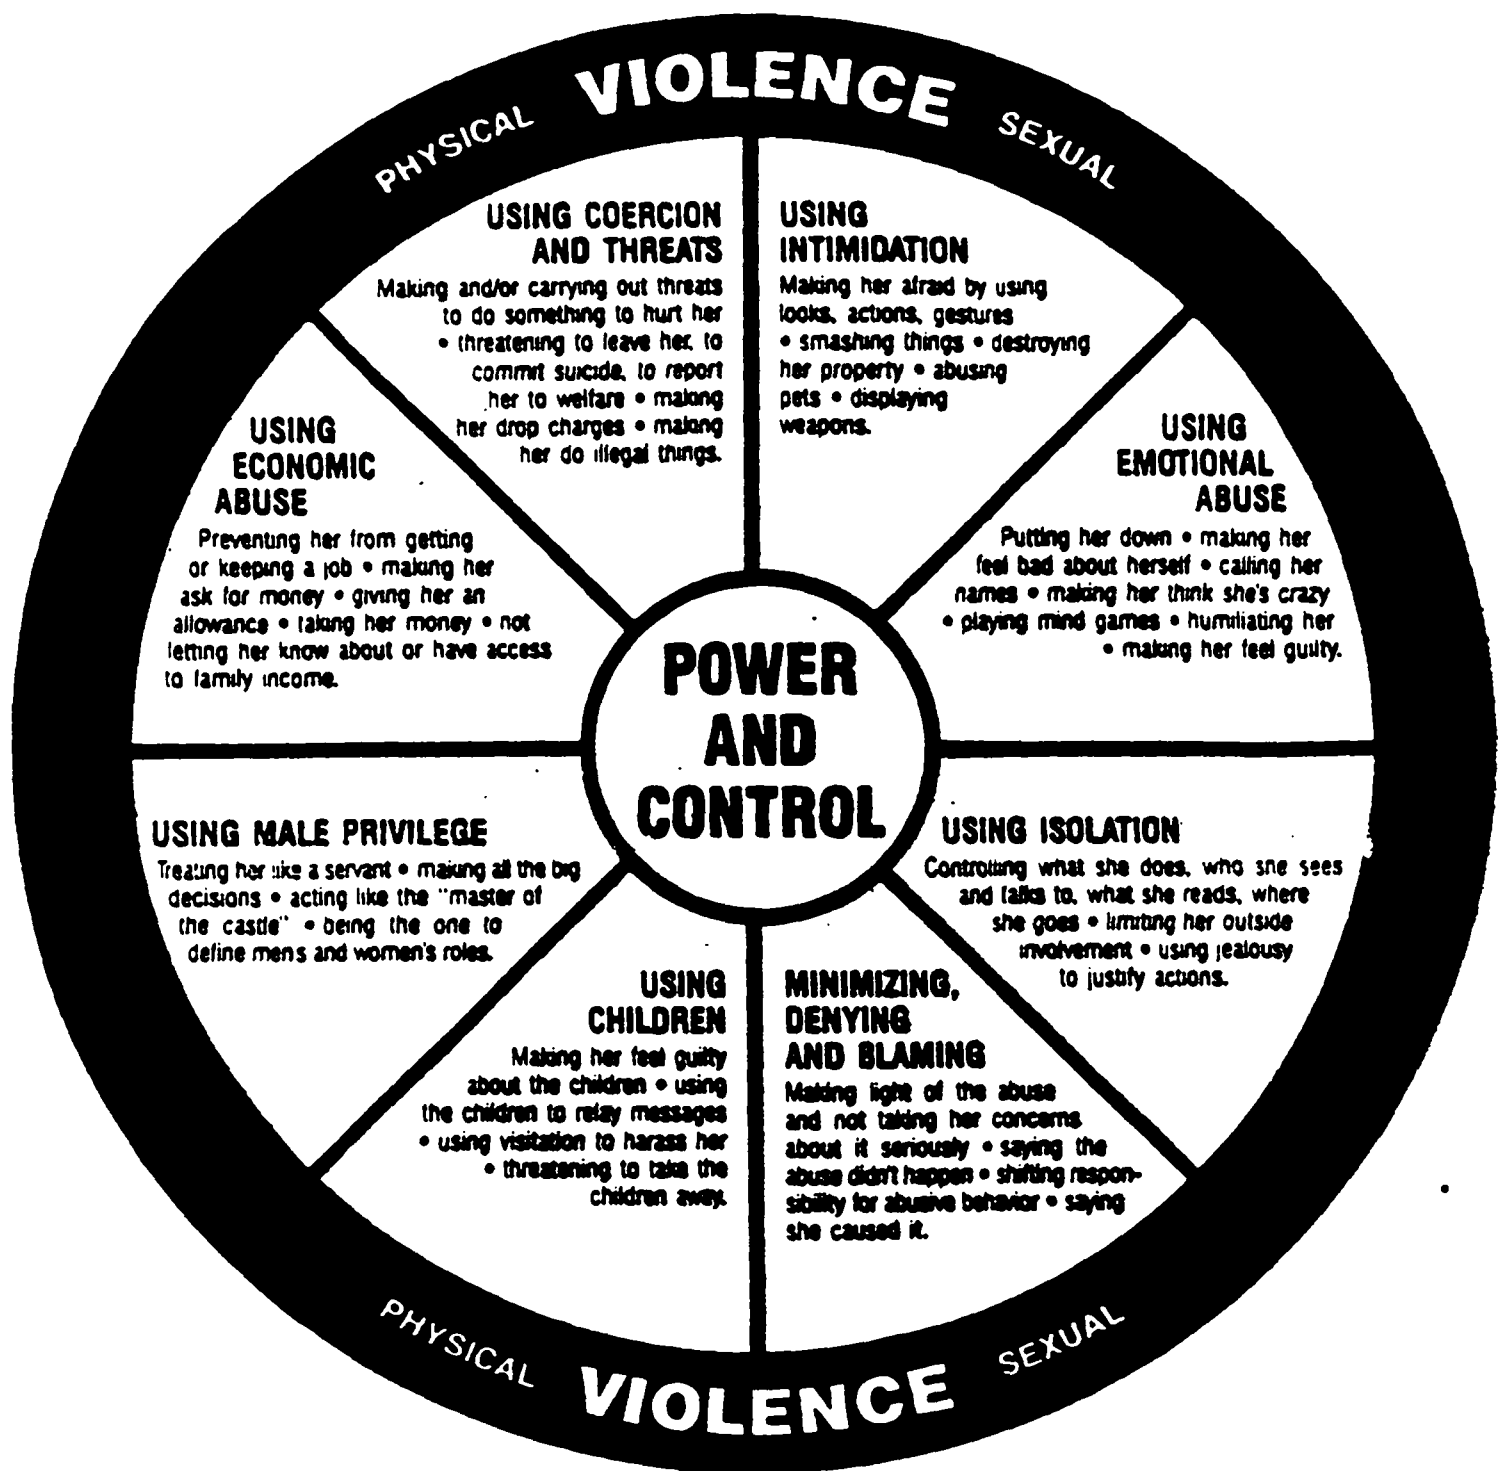 PHYSICAL VIOLENCE SEXUAL
USING COERCION
AND THREATS
Making and/or carrying out threats
to do something to hurt her
• threatening to leave her, to
commit suicide, to report
her to welfare • making
her drop charges • making
her do illegal things.
USING
INTIMIDATION
Making her afraid by using
looks, actions, gestures
• smashing things • destroying
her property • abusing
pets • displaying
weapons.
USING
ECONOMIC
ABUSE
Preventing her from getting
or keeping a job • making her
ask for money • giving her an
allowance • taking her money • not
letting her know about or have access
to family income.
USING
EMOTIONAL
ABUSE
Putting her down • making her
feel bad about herself • calling her
names • making her think she's crazy
• playing mind games • humiliating her
• making her feel guilty.
POWER
AND
CONTROL
USING MALE PRIVILEGE
Treating her like a servant • making all the big
decisions • acting like the "master of
the castle" • being the one to
define men's and women's roles.
USING ISOLATION
Controlling what she does, who she sees
and talks to, what she reads, where
she goes • limiting her outside
involvement • using jealousy
to justify actions.
USING
CHILDREN
Making her feel guilty
about the children • using
the children to relay messages
• using visitation to harass her
• threatening to take the
children away.
MINIMIZING,
DENYING
AND BLAMING
Making light of the abuse
and not taking her concerns
about it seriously • saying the
abuse didn't happen • shifting respon-
sibility for abusive behavior • saying
she caused it.
PHYSICAL VIOLENCE SEXUAL